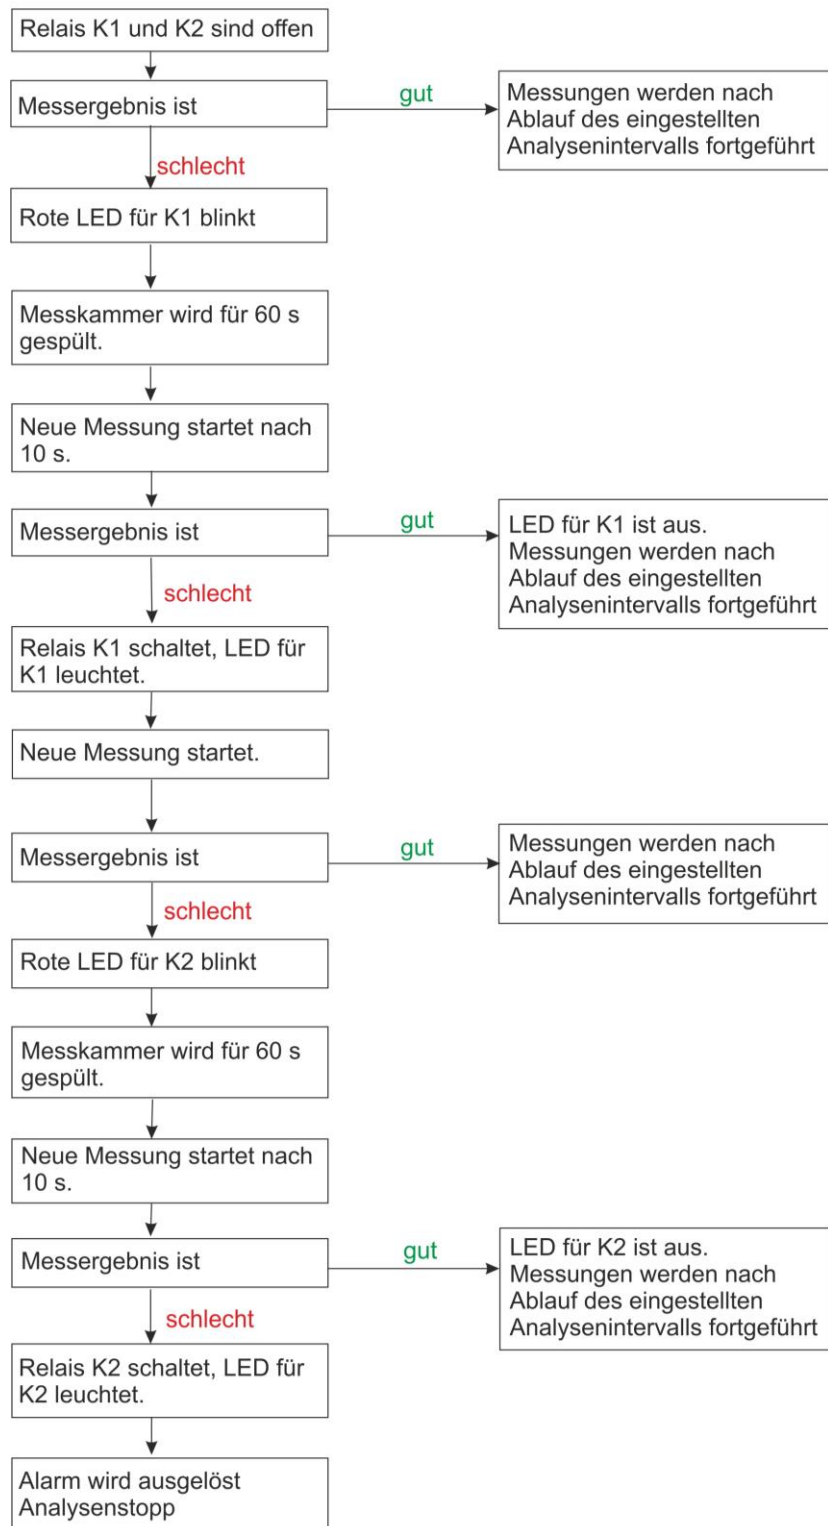 Relais K1 und K2 sind offen
Messergebnis ist
gut
Messungen werden nach
Ablauf des eingestellten
Analysenintervalls fortgeführt
schlecht
Rote LED für K1 blinkt
Messkammer wird für 60 s
gespült.
Neue Messung startet nach
10 s.
Messergebnis ist
gut
LED für K1 ist aus.
Messungen werden nach
Ablauf des eingestellten
Analysenintervalls fortgeführt
schlecht
Relais K1 schaltet, LED für
K1 leuchtet.
Neue Messung startet.
Messergebnis ist
gut
Messungen werden nach
Ablauf des eingestellten
Analysenintervalls fortgeführt
schlecht
Rote LED für K2 blinkt
Messkammer wird für 60 s
gespült.
Neue Messung startet nach
10 s.
Messergebnis ist
gut
LED für K2 ist aus.
Messungen werden nach
Ablauf des eingestellten
Analysenintervalls fortgeführt
schlecht
Relais K2 schaltet, LED für
K2 leuchtet.
Alarm wird ausgelöst
Analysenstopp